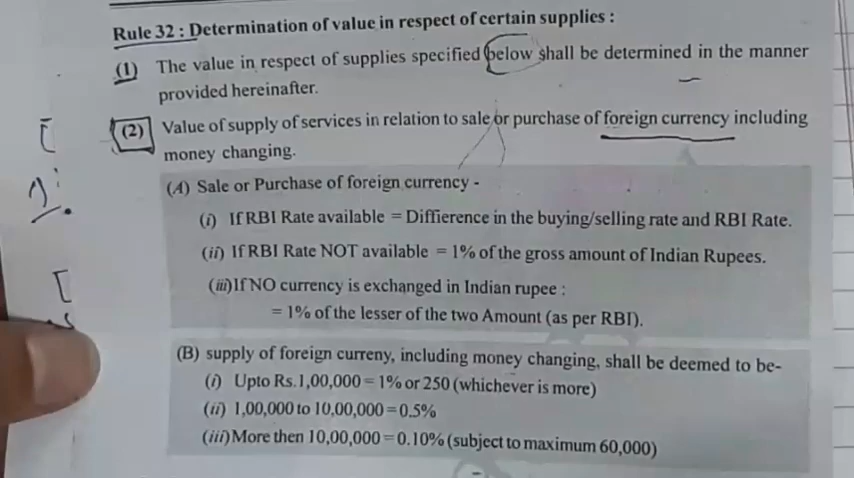 Rule 32 : Determination of value in respect of certain supplies :
(1) The value in respect of supplies specified below shall be determined in the manner
provided hereinafter.
(2) Value of supply of services in relation to sale or purchase of foreign currency including
money changing.
(A) Sale or Purchase of foreign currency -
(i) If RBI Rate available = Diffierence in the buying/selling rate and RBI Rate.
(ii) If RBI Rate NOT available = 1% of the gross amount of Indian Rupees.
(iii) If NO currency is exchanged in Indian rupee :
= 1% of the lesser of the two Amount (as per RBI).
(B) supply of foreign curreny, including money changing, shall be deemed to be-
(i) Upto Rs.1,00,000 = 1% or 250 (whichever is more)
(ii) 1,00,000 to 10,00,000 = 0.5%
(iii) More then 10,00,000 = 0.10% (subject to maximum 60,000)